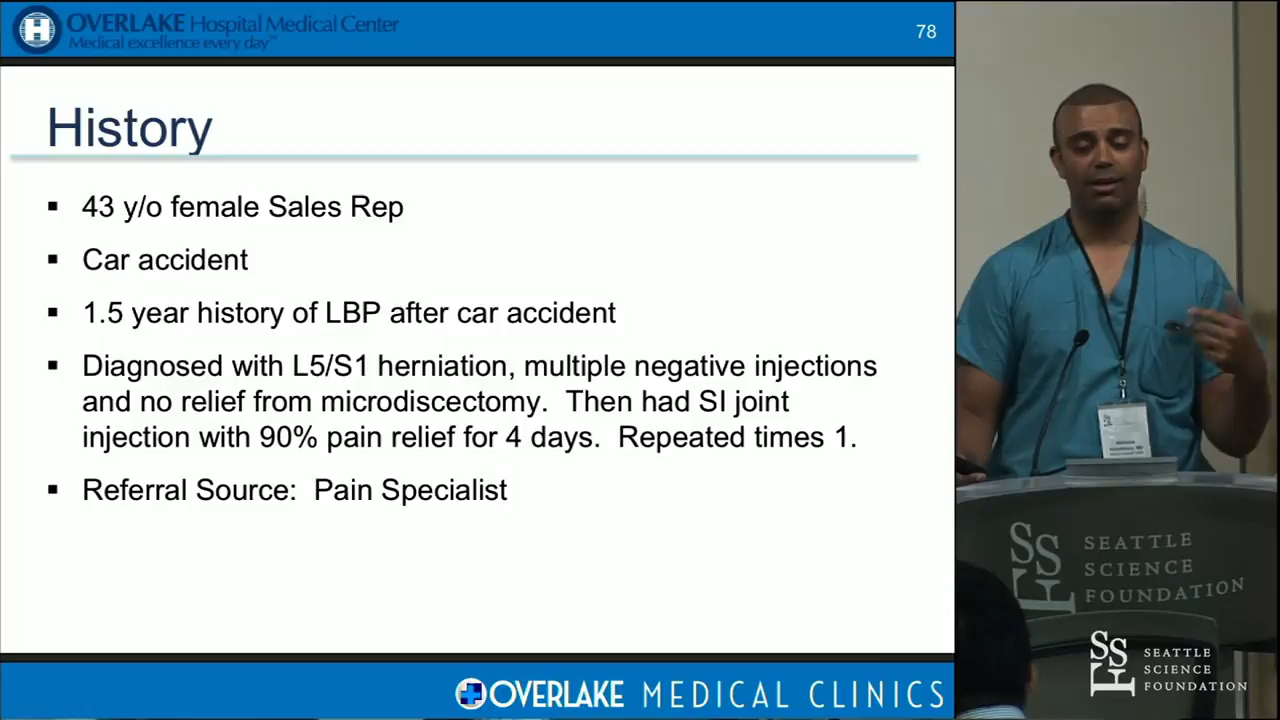 OVERLAKE Hospital Medical Center
Medical excellence every day™
78
History
▪ 43 y/o female Sales Rep
▪ Car accident
▪ 1.5 year history of LBP after car accident
▪ Diagnosed with L5/S1 herniation, multiple negative injections
and no relief from microdiscectomy.  Then had SI joint
injection with 90% pain relief for 4 days.  Repeated times 1.
▪ Referral Source:  Pain Specialist
OVERLAKE MEDICAL CLINICS
SSF
SEATTLE
SCIENCE
FOUNDATION
SSF
SEATTLE
SCIENCE
FOUNDATION